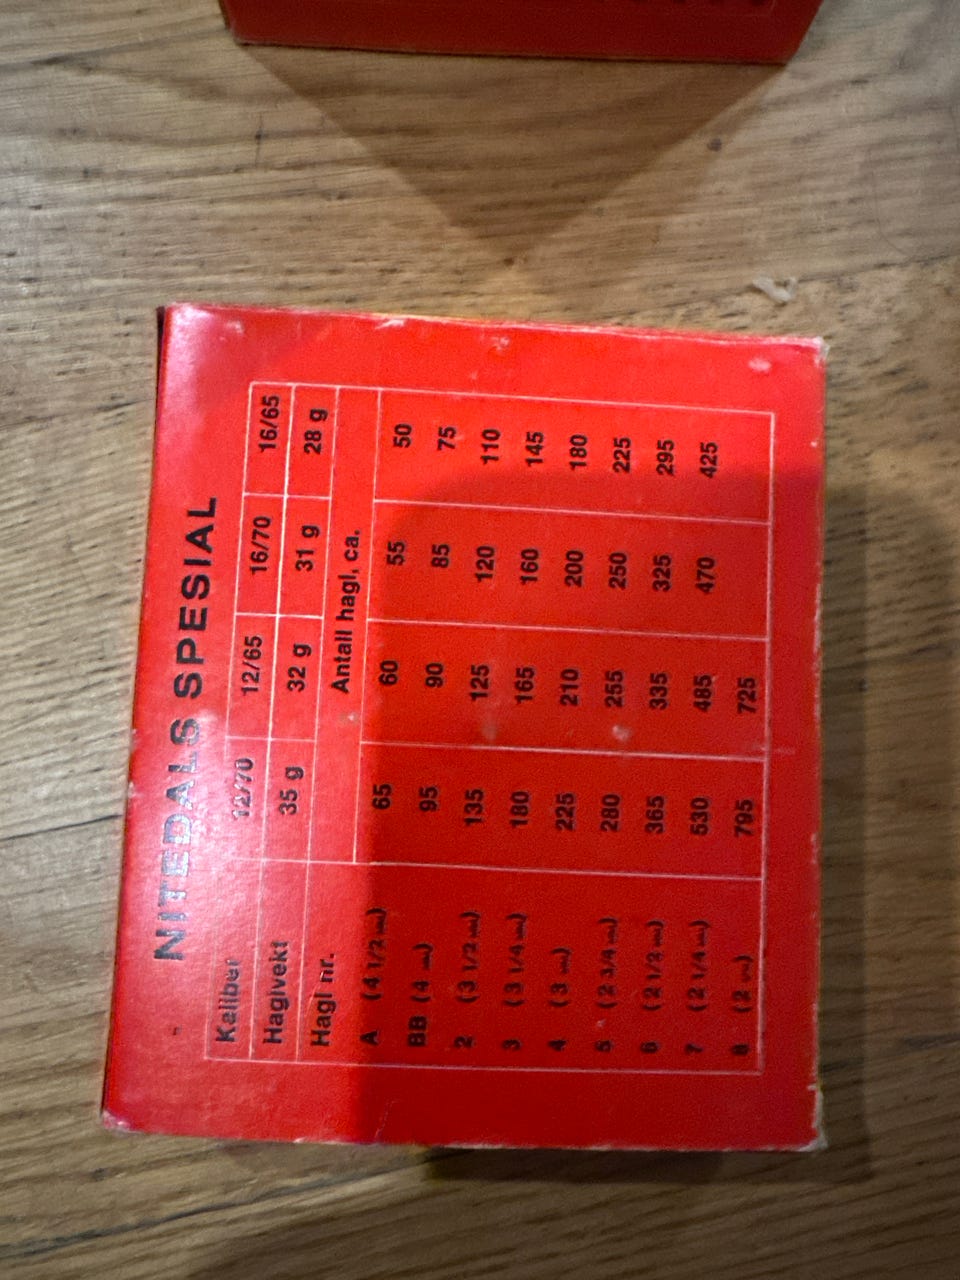 NITEDALS SPESIAL
Kaliber 12/70 12/65 16/70 16/65
Haglvekt 35 g 32 g 31 g 28 g
Hagl nr. Antall hagl, ca.
A (4 1/2 mm) 65 60 55 50
BB (4 mm) 95 90 85 75
2 (3 1/2 mm) 135 125 120 110
3 (3 1/4 mm) 180 165 160 145
4 (3 mm) 225 210 200 180
5 (2 3/4 mm) 280 255 250 225
6 (2 1/2 mm) 365 335 325 295
7 (2 1/4 mm) 530 485 470 425
8 (2 mm) 795 725